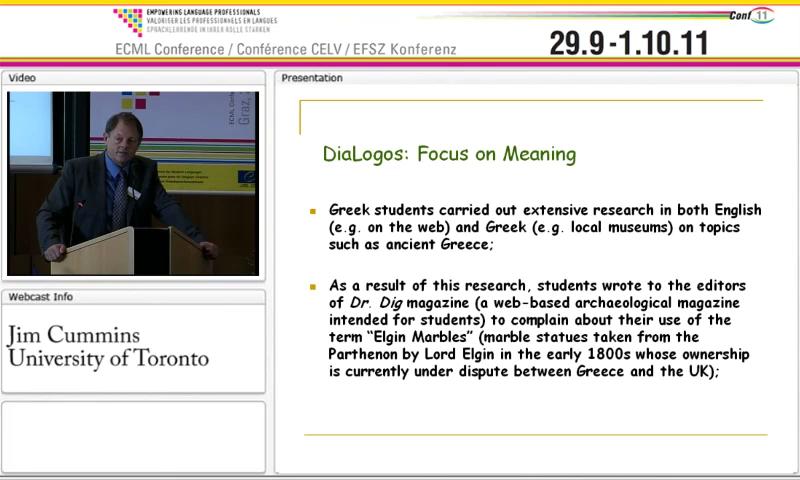 EMPOWERING LANGUAGE PROFESSIONALS
VALORISER LES PROFESSIONNELS EN LANGUES
SPRACHLEHRENDE IN IHRER ROLLE STÄRKEN
ECML Conference / Conférence CELV / EFSZ Konferenz
29.9-1.10.11
Conf 11
Video
ECML Conf
Graz,
Webcast Info
Jim Cummins
University of Toronto
Presentation
DiaLogos: Focus on Meaning
Greek students carried out extensive research in both English
(e.g. on the web) and Greek (e.g. local museums) on topics
such as ancient Greece;
As a result of this research, students wrote to the editors
of Dr. Dig magazine (a web-based archaeological magazine
intended for students) to complain about their use of the
term “Elgin Marbles” (marble statues taken from the
Parthenon by Lord Elgin in the early 1800s whose ownership
is currently under dispute between Greece and the UK);